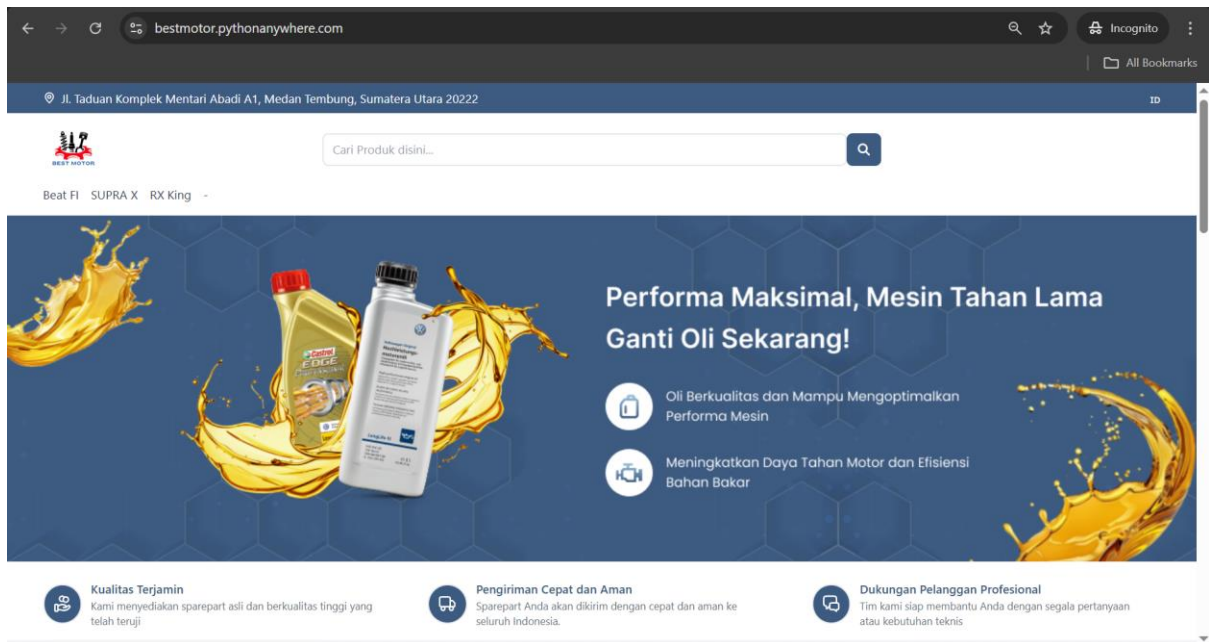 bestmotor.pythonanywhere.com
Incognito
All Bookmarks
Jl. Taduan Komplek Mentari Abadi A1, Medan Tembung, Sumatera Utara 20222
ID
BEST MOTOR
Cari Produk disini...
Beat FI SUPRA X RX King -
Performa Maksimal, Mesin Tahan Lama
Ganti Oli Sekarang!
Castrol
EDGE
Oli Berkualitas dan Mampu Mengoptimalkan
Performa Mesin
Meningkatkan Daya Tahan Motor dan Efisiensi
Bahan Bakar
Kualitas Terjamin
Kami menyediakan sparepart asli dan berkualitas tinggi yang
telah teruji
Pengiriman Cepat dan Aman
Sparepart Anda akan dikirim dengan cepat dan aman ke
seluruh Indonesia.
Dukungan Pelanggan Profesional
Tim kami siap membantu Anda dengan segala pertanyaan
atau kebutuhan teknis